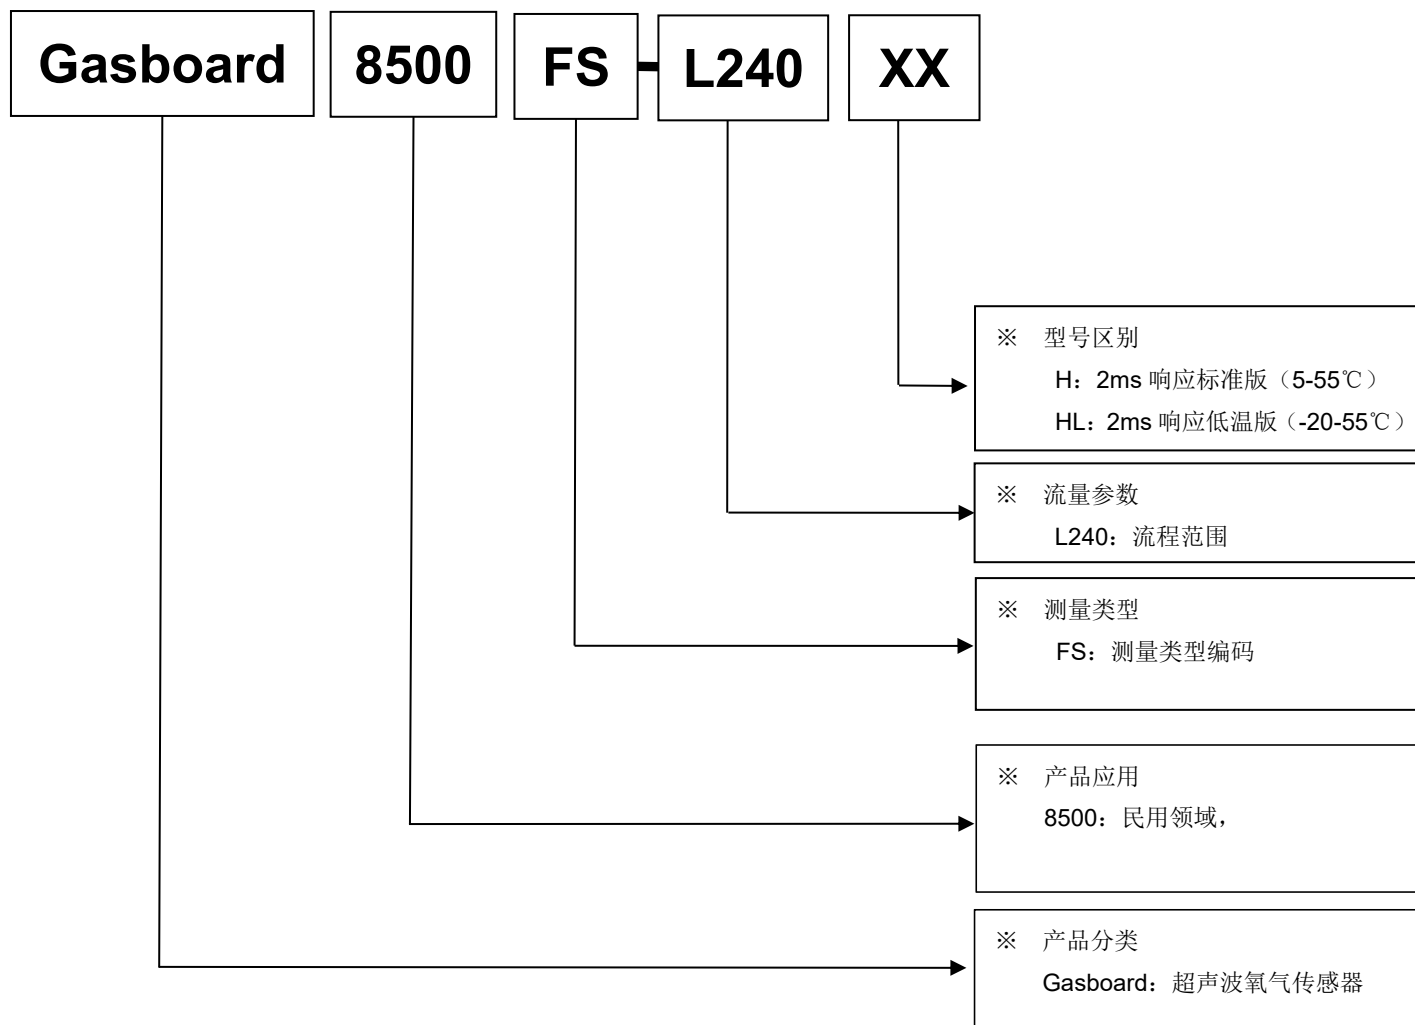 Gasboard 8500 FS-L240 XX
※ 型号区别
H：2ms 响应标准版（5-55℃）
HL：2ms 响应低温版（-20-55℃）
※ 流量参数
L240：流程范围
※ 测量类型
FS：测量类型编码
※ 产品应用
8500：民用领域，
※ 产品分类
Gasboard：超声波氧气传感器